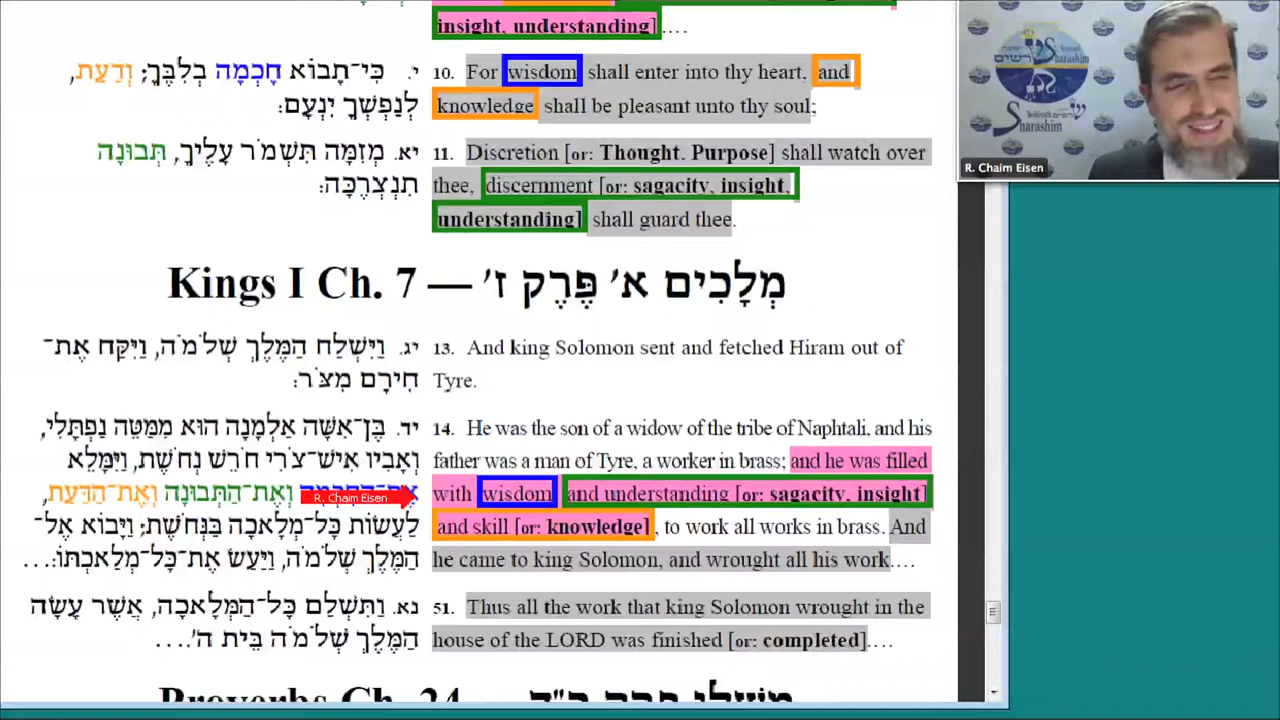 insight, understanding]….
י. כִּי־תָבוֹא חָכְמָה בְלִבֶּךָ; וְדַעַת,
לְנַפְשְׁךָ יִנְעָם:
10. For wisdom shall enter into thy heart, and
knowledge shall be pleasant unto thy soul;
יא. מְזִמָּה תִּשְׁמֹר עָלֶיךָ, תְּבוּנָה
תִנְצְרֶכָּה:
11. Discretion [or: Thought. Purpose] shall watch over
thee, discernment [or: sagacity, insight,
understanding] shall guard thee.
Kings I Ch. 7 — מְלָכִים א׳ פֶּרֶק ז׳
יג. וַיִּשְׁלַח הַמֶּלֶךְ שְׁלֹמֹה, וַיִּקַּח אֶת־
חִירָם מִצֹּר:
13. And king Solomon sent and fetched Hiram out of
Tyre.
יד. בֶּן־אִשָּׁה אַלְמָנָה הוּא מִמַּטֵּה נַפְתָּלִי,
וְאָבִיו אִישׁ־צֹרִי חֹרֵשׁ נְחֹשֶׁת, וַיִּמָּלֵא
וְאֶת־הַתְּבוּנָה וְאֶת־הַדַּעַת,
לַעֲשׂוֹת כָּל־מְלָאכָה בַּנְּחֹשֶׁת; וַיָּבוֹא אֶל־
הַמֶּלֶךְ שְׁלֹמֹה, וַיַּעַשׂ אֶת־כָּל־מְלַאכְתּוֹ:…
14. He was the son of a widow of the tribe of Naphtali, and his
father was a man of Tyre, a worker in brass; and he was filled
with wisdom and understanding [or: sagacity, insight]
and skill [or: knowledge], to work all works in brass. And
he came to king Solomon, and wrought all his work….
נא. וַתִּשְׁלַם כָּל־הַמְּלָאכָה, אֲשֶׁר עָשָׂה
הַמֶּלֶךְ שְׁלֹמֹה בֵּית ה׳….
51. Thus all the work that king Solomon wrought in the
house of the LORD was finished [or: completed]….
Proverbs Ch. 24 — מִשְׁלֵי פֶּרֶק כ״ד
R. Chaim Eisen
R. Chaim Eisen
Sharashim
Sharashim